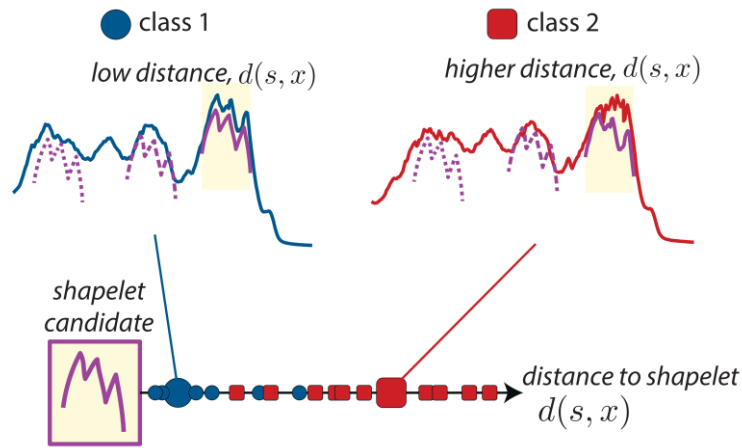 class 1
class 2
low distance, d(s, x)
higher distance, d(s, x)
shapelet
candidate
distance to shapelet
d(s, x)